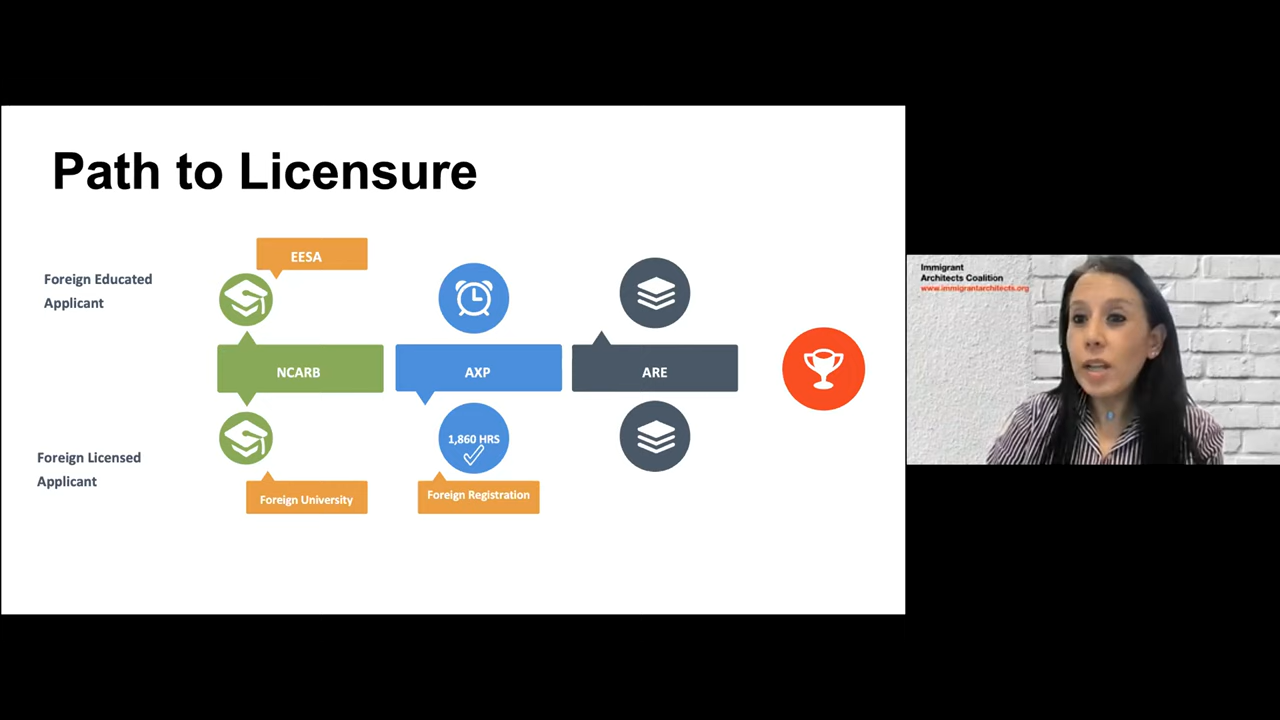 Path to Licensure
EESA
Foreign Educated
Applicant
NCARB
AXP
ARE
1,860 HRS
Foreign Licensed
Applicant
Foreign University
Foreign Registration
Immigrant
Architects Coalition
www.immigrantarchitects.org